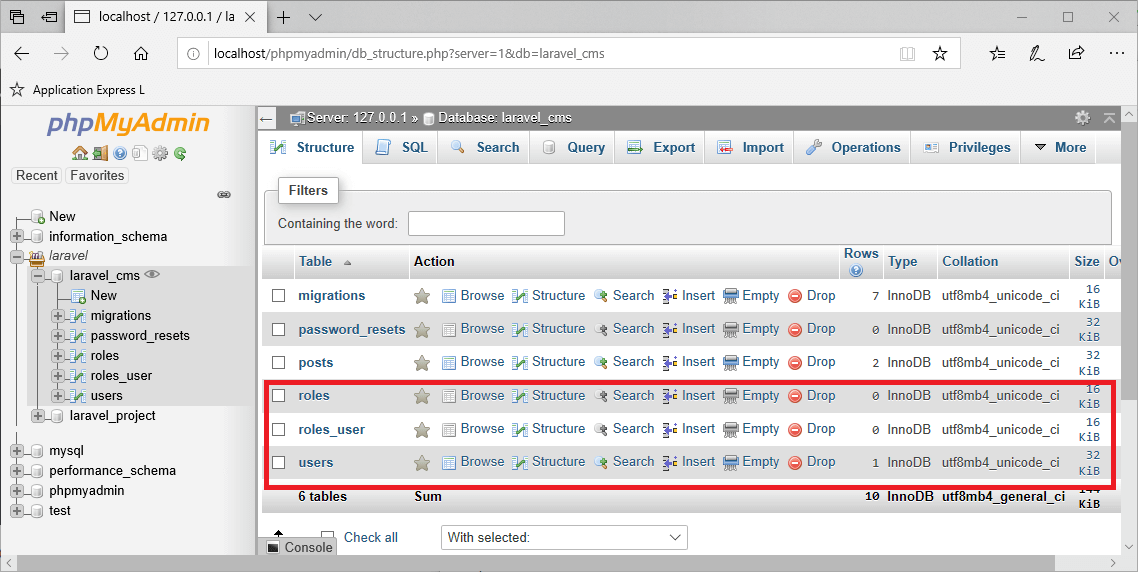 localhost / 127.0.0.1 / la
localhost/phpmyadmin/db_structure.php?server=1&db=laravel_cms
Application Express L
phpMyAdmin
Recent Favorites
New
information_schema
laravel
laravel_cms
New
migrations
password_resets
roles
roles_user
users
laravel_project
mysql
performance_schema
phpmyadmin
test
Server: 127.0.0.1 » Database: laravel_cms
Structure SQL Search Query Export Import Operations Privileges More
Filters
Containing the word:
Table Action Rows Type Collation Size Ov
migrations Browse Structure Search Insert Empty Drop 7 InnoDB utf8mb4_unicode_ci 16 KiB
password_resets Browse Structure Search Insert Empty Drop 0 InnoDB utf8mb4_unicode_ci 32 KiB
posts Browse Structure Search Insert Empty Drop 2 InnoDB utf8mb4_unicode_ci 32 KiB
roles Browse Structure Search Insert Empty Drop 0 InnoDB utf8mb4_unicode_ci 16 KiB
roles_user Browse Structure Search Insert Empty Drop 0 InnoDB utf8mb4_unicode_ci 16 KiB
users Browse Structure Search Insert Empty Drop 1 InnoDB utf8mb4_unicode_ci 32 KiB
6 tables Sum 10 InnoDB utf8mb4_general_ci 144 KiB
Check all With selected:
Console